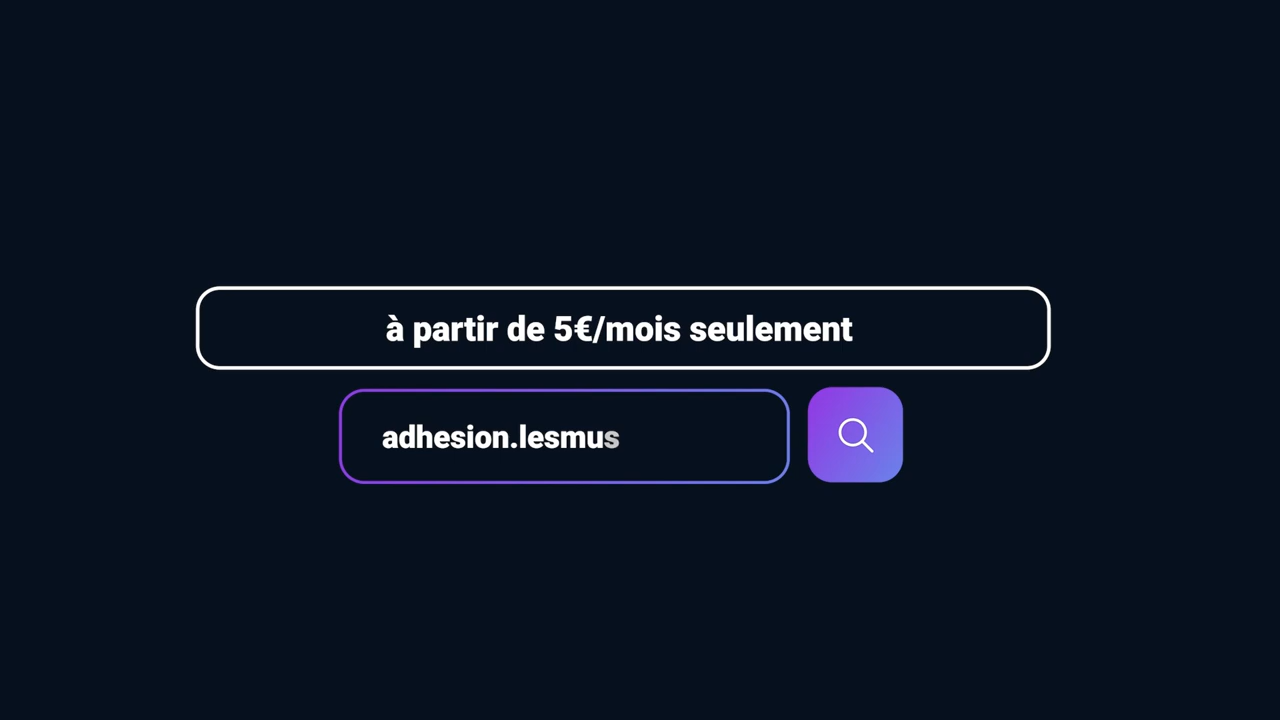 à partir de 5€/mois seulement
adhesion.lesmus